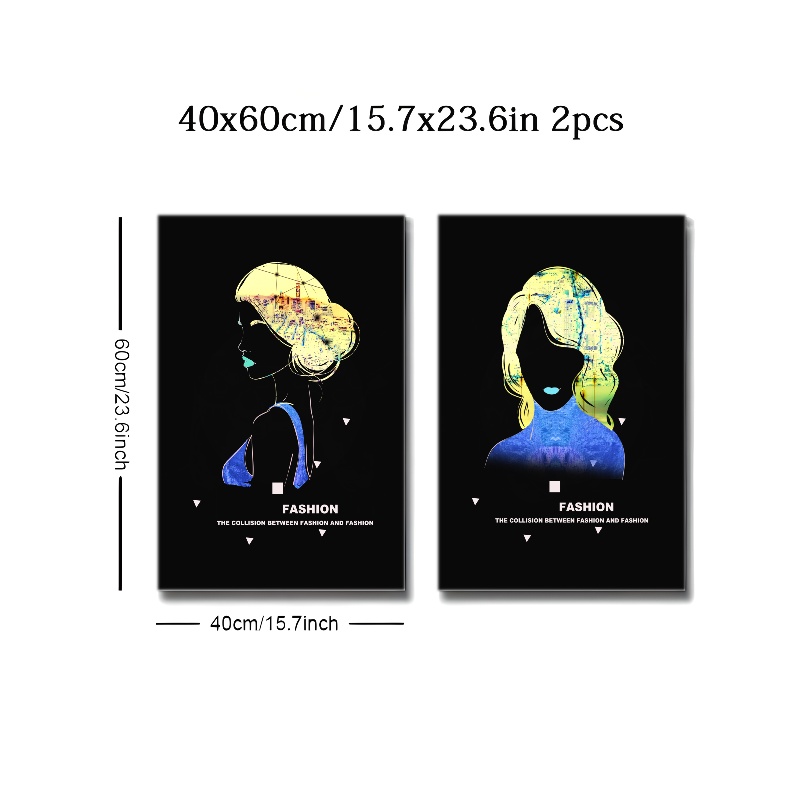 40x60cm/15.7x23.6in 2pcs
60cm/23.6inch
FASHION
THE COLLISION BETWEEN FASHION AND FASHION
FASHION
THE COLLISION BETWEEN FASHION AND FASHION
40cm/15.7inch